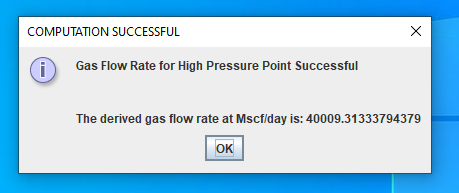 COMPUTATION SUCCESSFUL
Gas Flow Rate for High Pressure Point Successful
The derived gas flow rate at Mscf/day is: 40009.31333794379
OK